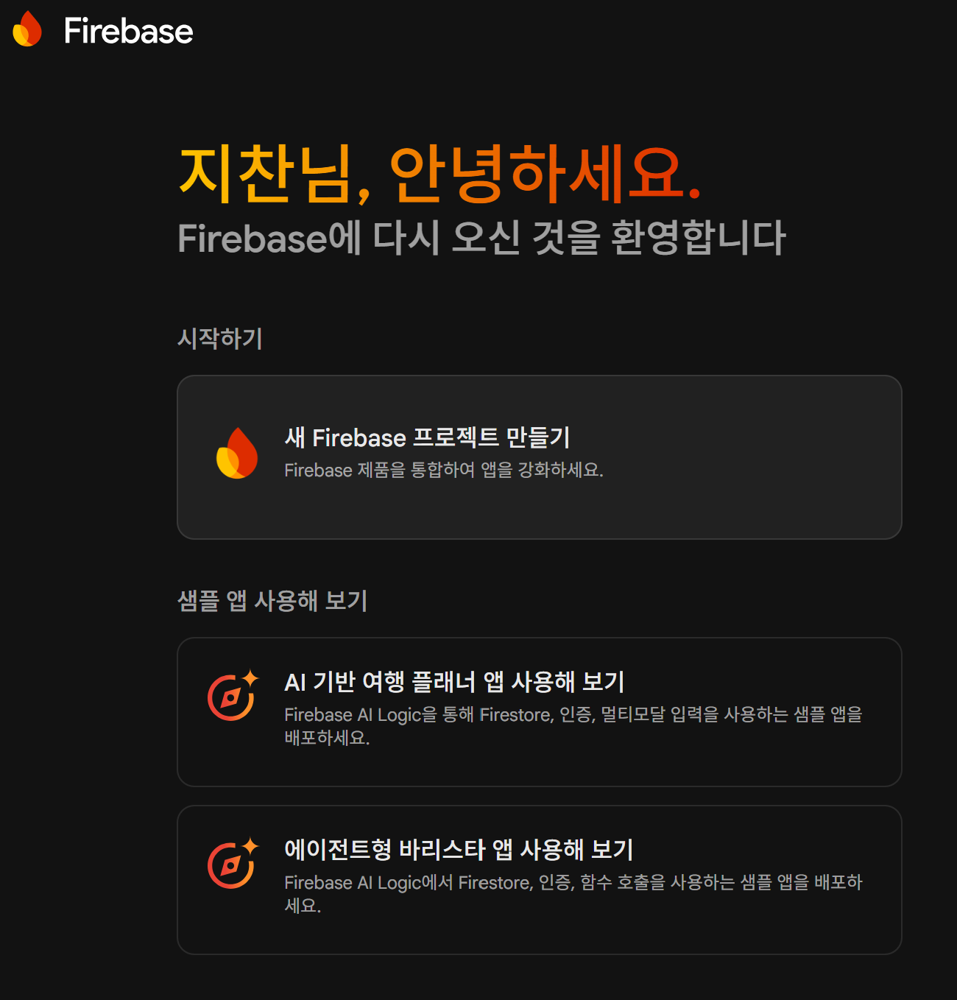 Firebase
지찬님, 안녕하세요.
Firebase에 다시 오신 것을 환영합니다
시작하기
새 Firebase 프로젝트 만들기
Firebase 제품을 통합하여 앱을 강화하세요.
샘플 앱 사용해 보기
AI 기반 여행 플래너 앱 사용해 보기
Firebase AI Logic을 통해 Firestore, 인증, 멀티모달 입력을 사용하는 샘플 앱을
배포하세요.
에이전트형 바리스타 앱 사용해 보기
Firebase AI Logic에서 Firestore, 인증, 함수 호출을 사용하는 샘플 앱을 배포하
세요.